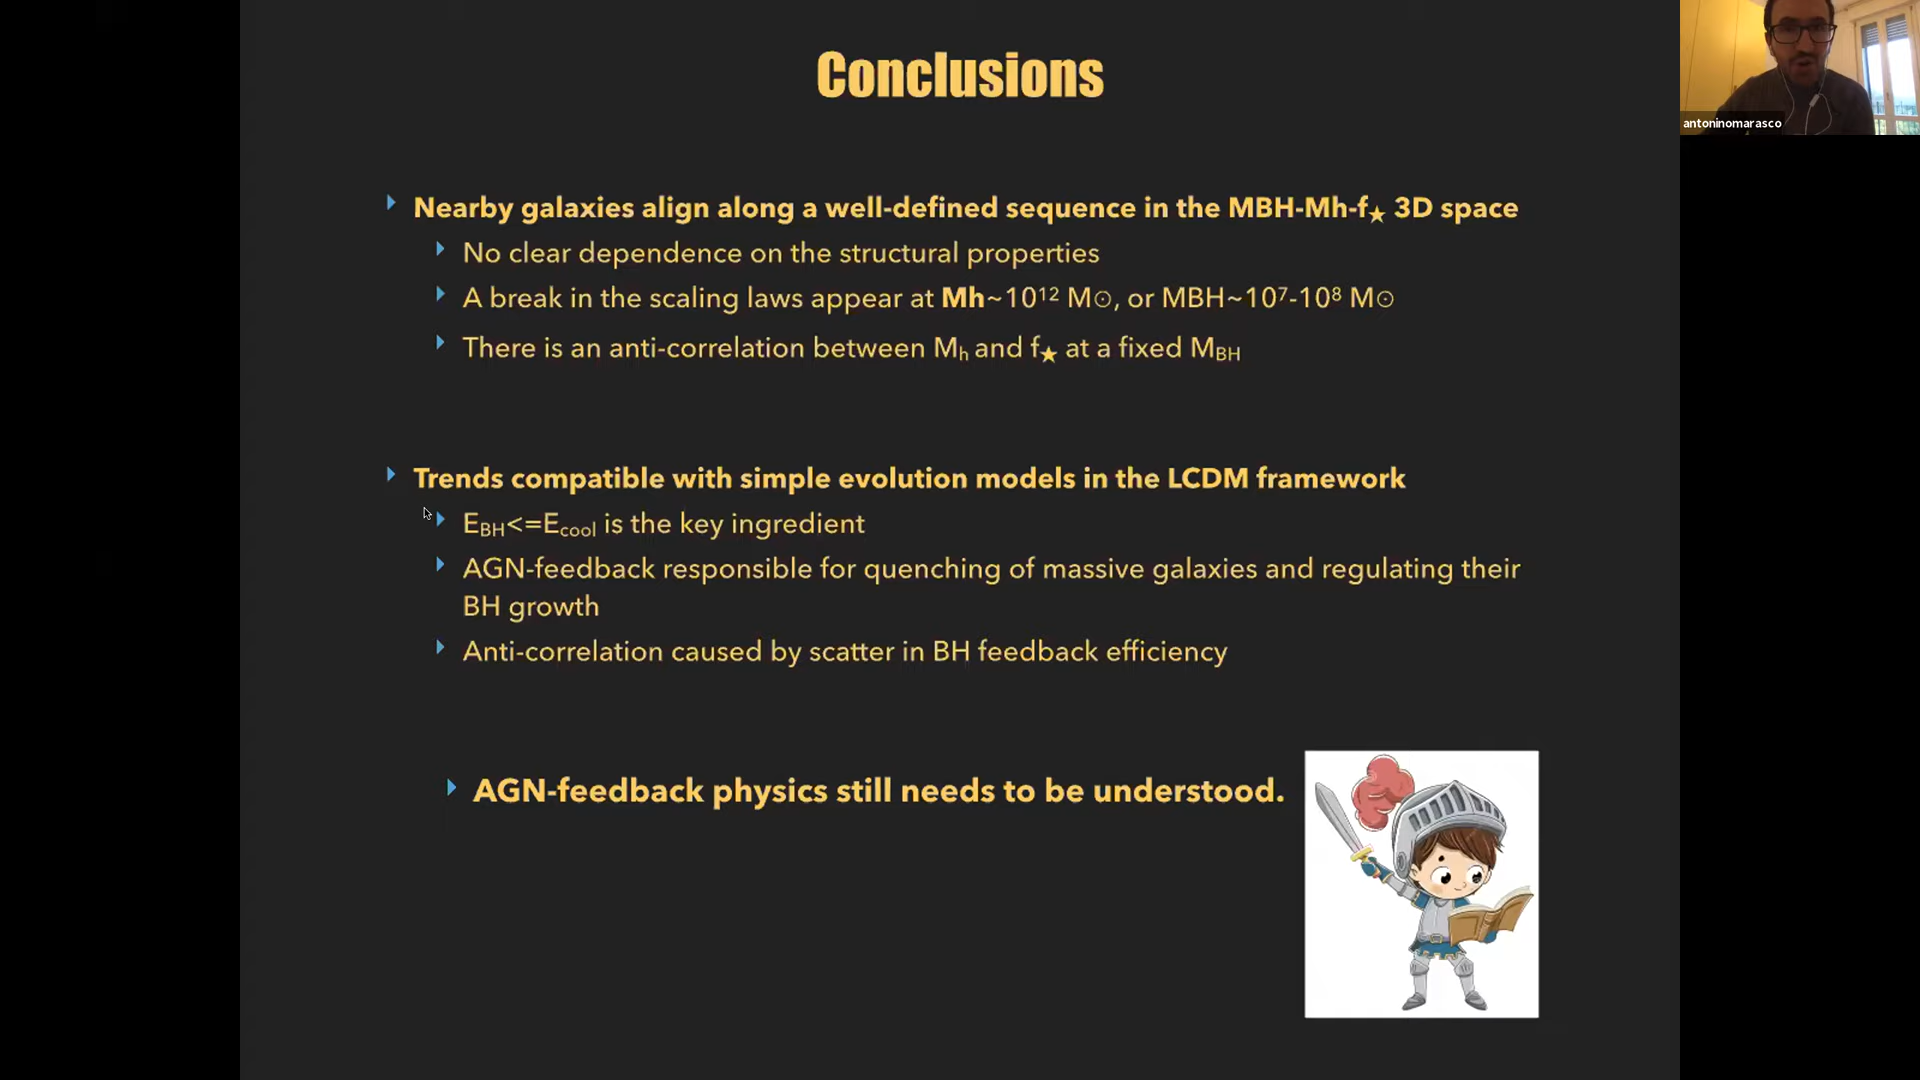 Conclusions
antoninomarasco
Nearby galaxies align along a well-defined sequence in the MBH-Mh-f★ 3D space
No clear dependence on the structural properties
A break in the scaling laws appear at Mh~10¹² M☉, or MBH~10⁷-10⁸ M☉
There is an anti-correlation between Mh and f★ at a fixed MBH
Trends compatible with simple evolution models in the LCDM framework
EBH<=Ecool is the key ingredient
AGN-feedback responsible for quenching of massive galaxies and regulating their
BH growth
Anti-correlation caused by scatter in BH feedback efficiency
AGN-feedback physics still needs to be understood.